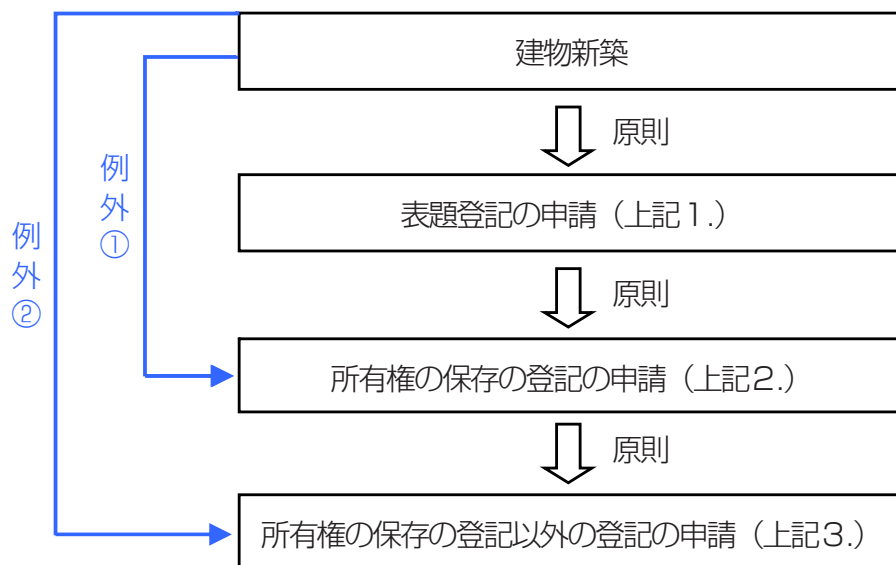 建物新築
原則
表題登記の申請（上記１.）
原則
所有権の保存の登記の申請（上記２.）
原則
所有権の保存の登記以外の登記の申請（上記３.）
例外①
例外②